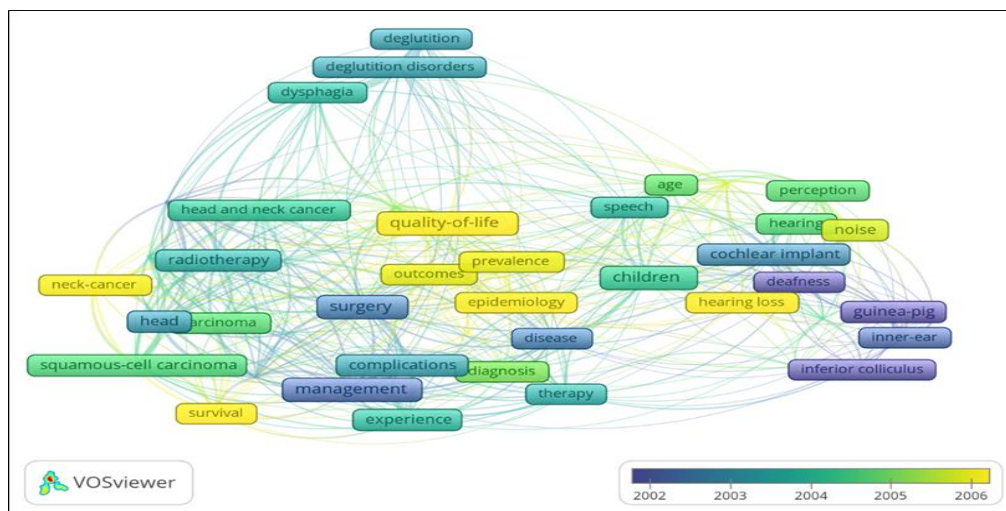 deglutition
deglutition disorders
dysphagia
age
perception
head and neck cancer
speech
quality-of-life
hearing
noise
radiotherapy
prevalence
cochlear implant
outcomes
children
deafness
neck-cancer
surgery
epidemiology
hearing loss
guinea-pig
head
arcinoma
disease
inner-ear
squamous-cell carcinoma
complications
diagnosis
inferior colliculus
management
therapy
survival
experience
VOSviewer
2002 2003 2004 2005 2006